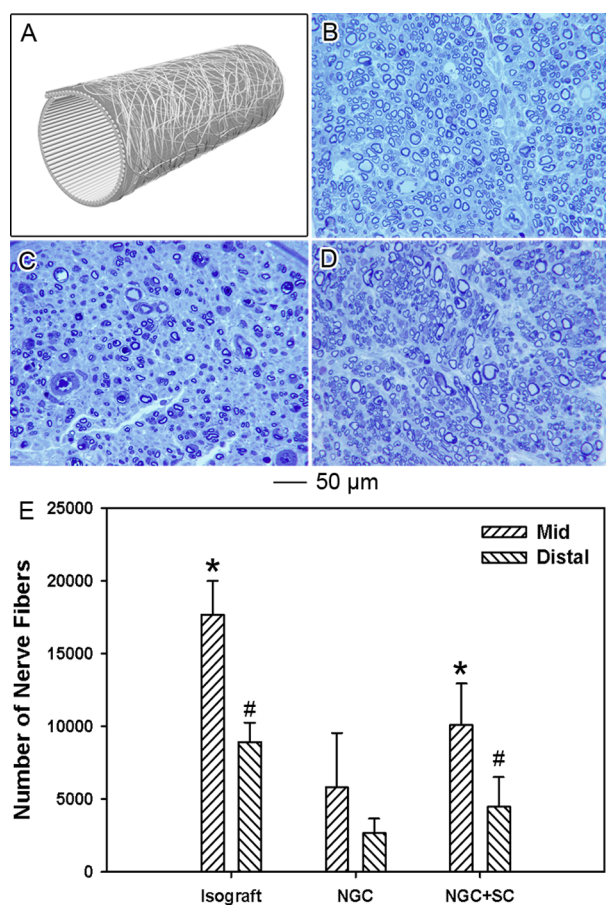 A
B
C
D
50 µm
E
25000
20000
15000
10000
5000
0
Number of Nerve Fibers
Mid
Distal
*
#
*
#
Isograft
NGC
NGC+SC